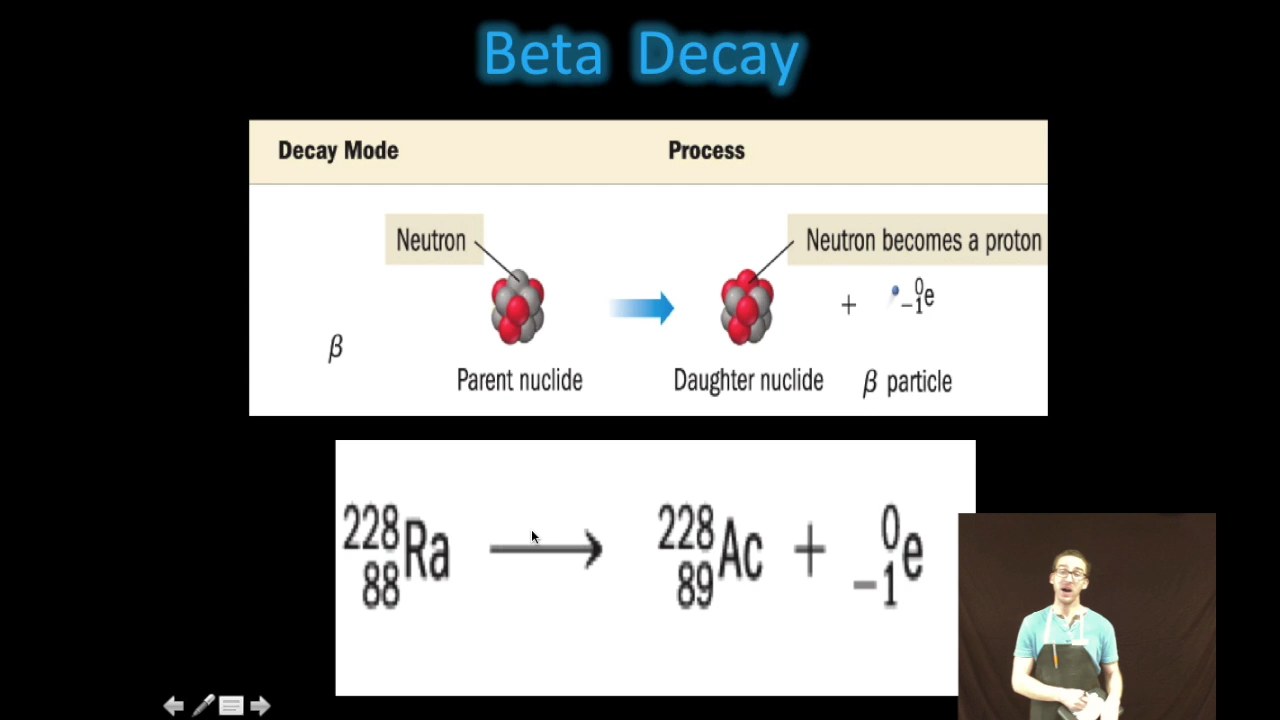 Beta Decay
Decay Mode Process
Neutron Neutron becomes a proton
+ 0 -1 e
β
Parent nuclide Daughter nuclide β particle
228 88 Ra ⟶ 228 89 Ac + 0 -1 e